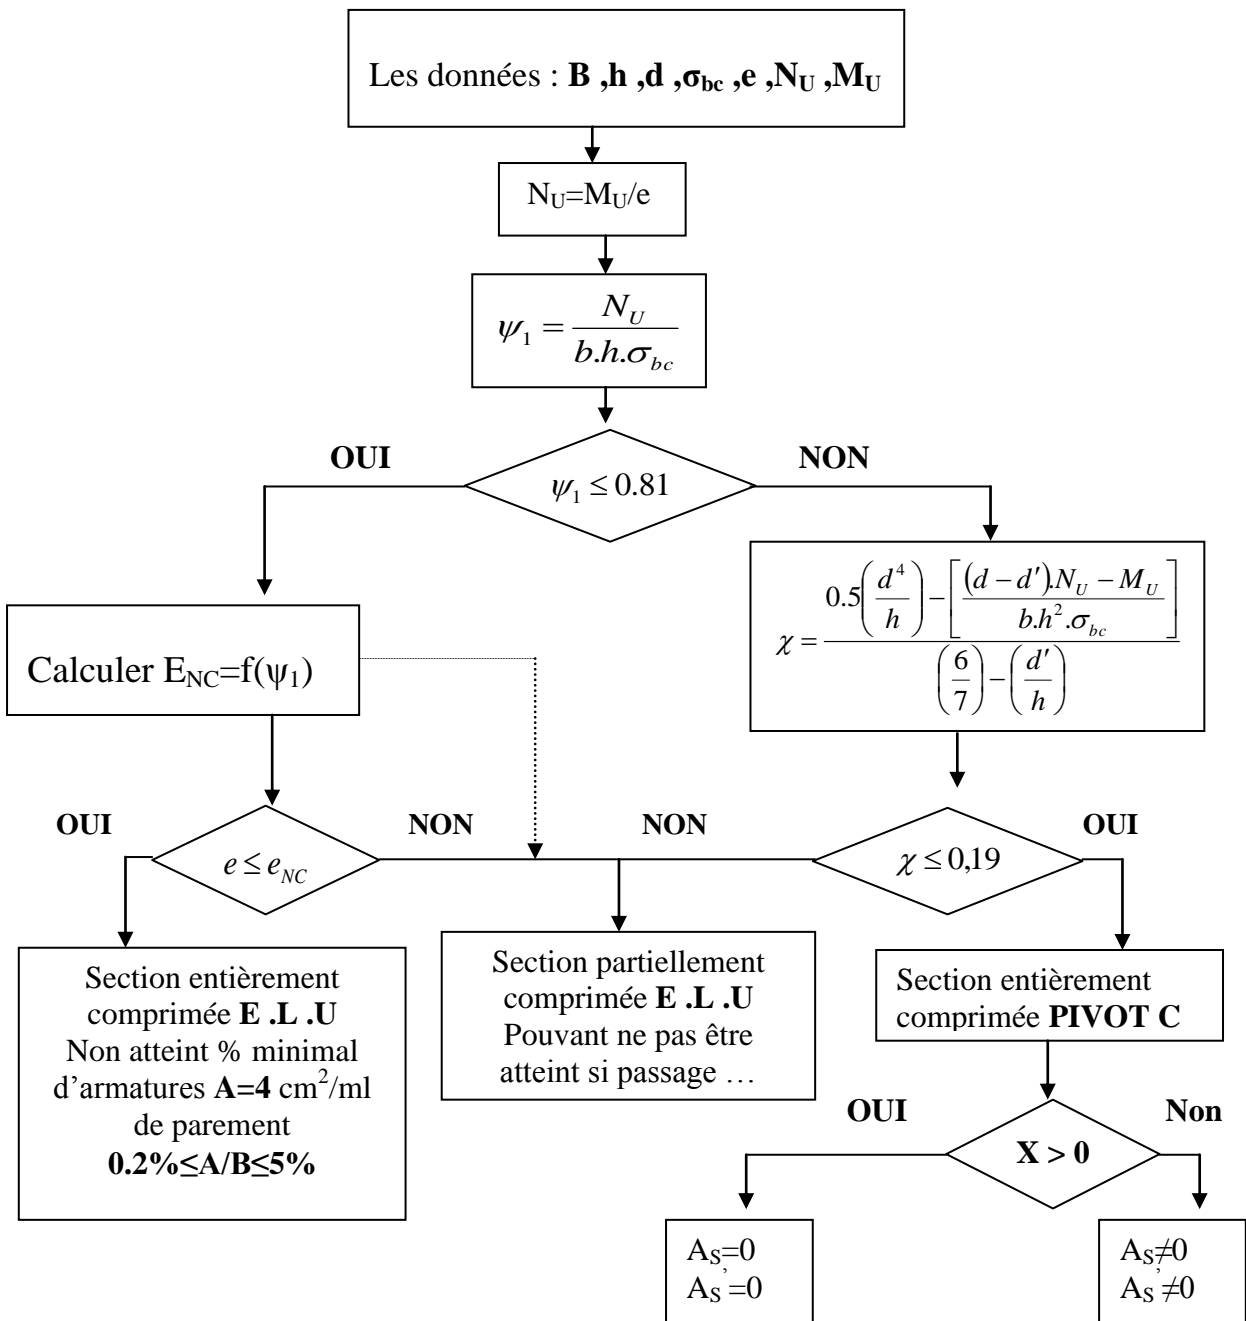 Les données : B ,h ,d ,σbc ,e ,NU ,MU
NU=MU/e
ψ1 = NU / b.h.σbc
OUI
NON
ψ1 ≤ 0.81
χ = (0.5(d⁴/h) − [((d − d′).NU − MU) / b.h².σbc]) / ((6/7) − (d′/h))
Calculer ENC=f(ψ1)
OUI
NON
NON
OUI
e ≤ eNC
χ ≤ 0,19
Section entièrement
comprimée E .L .U
Non atteint % minimal
d’armatures A=4 cm²/ml
de parement
0.2%≤A/B≤5%
Section partiellement
comprimée E .L .U
Pouvant ne pas être
atteint si passage …
Section entièrement
comprimée PIVOT C
OUI
Non
X > 0
AS=0
AS’=0
AS≠0
AS’≠0